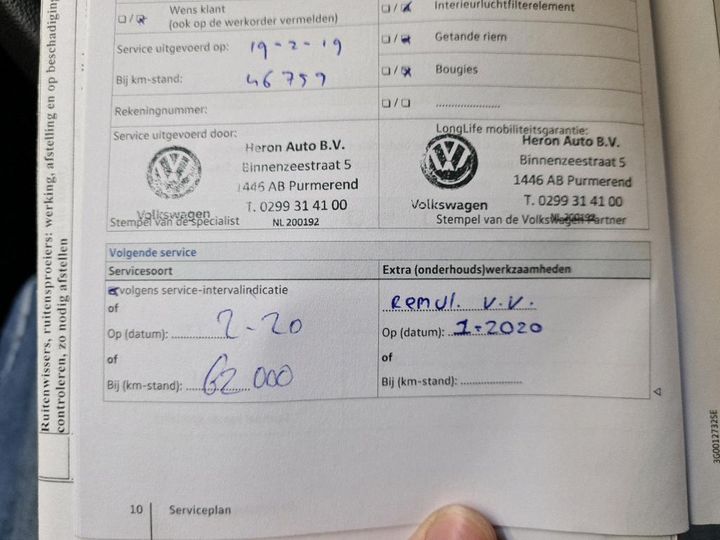 Ruitenwissers, ruitensproeiers: werking, afstelling en op beschadiging
controleren, zo nodig afstellen
Wens klant
(ook op de werkorder vermelden)
Service uitgevoerd op: 19-2-19
Bij km-stand: 46759
Rekeningnummer:
Interieurluchtfilterelement
Getande riem
Bougies
Service uitgevoerd door:
Heron Auto B.V.
Binnenzeestraat 5
1446 AB Purmerend
T. 0299 31 41 00
Volkswagen
NL 200192
Stempel van de specialist
LongLife mobiliteitsgarantie:
Heron Auto B.V.
Binnenzeestraat 5
1446 AB Purmerend
T. 0299 31 41 00
Volkswagen
NL 200192
Stempel van de Volkswagen Partner
Volgende service
Servicesoort
volgens service-intervalindicatie
of
Op (datum): 2-20
of
Bij (km-stand): 62000
Extra (onderhouds)werkzaamheden
Remvl. v.v.
Op (datum): 1-2020
of
Bij (km-stand):
10 Serviceplan
3G0012732SE